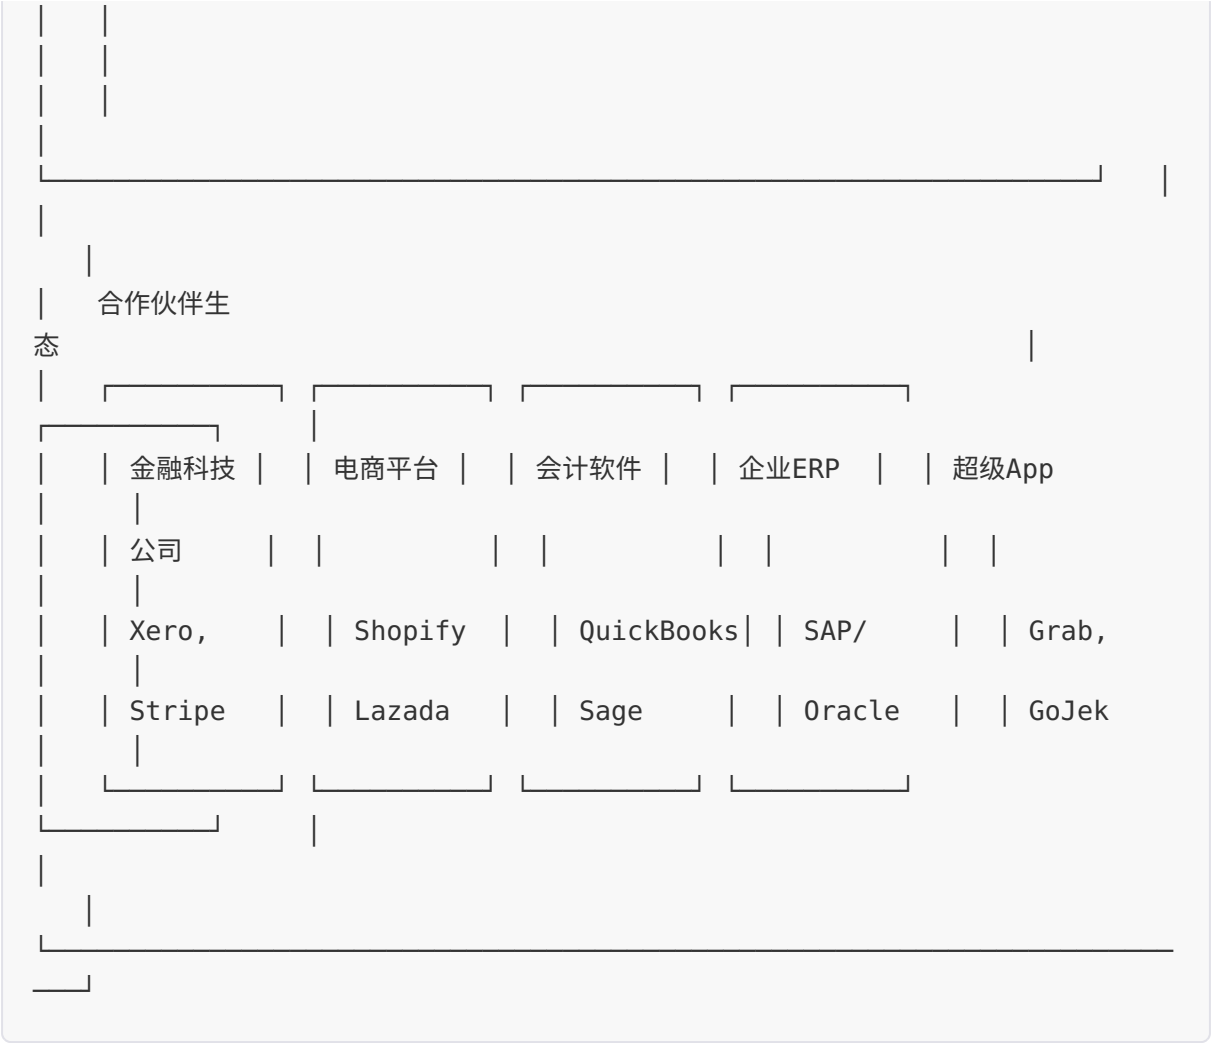 合作伙伴生
态
金融科技 电商平台 会计软件 企业ERP 超级App
公司
Xero, Shopify QuickBooks SAP/ Grab,
Stripe Lazada Sage Oracle GoJek